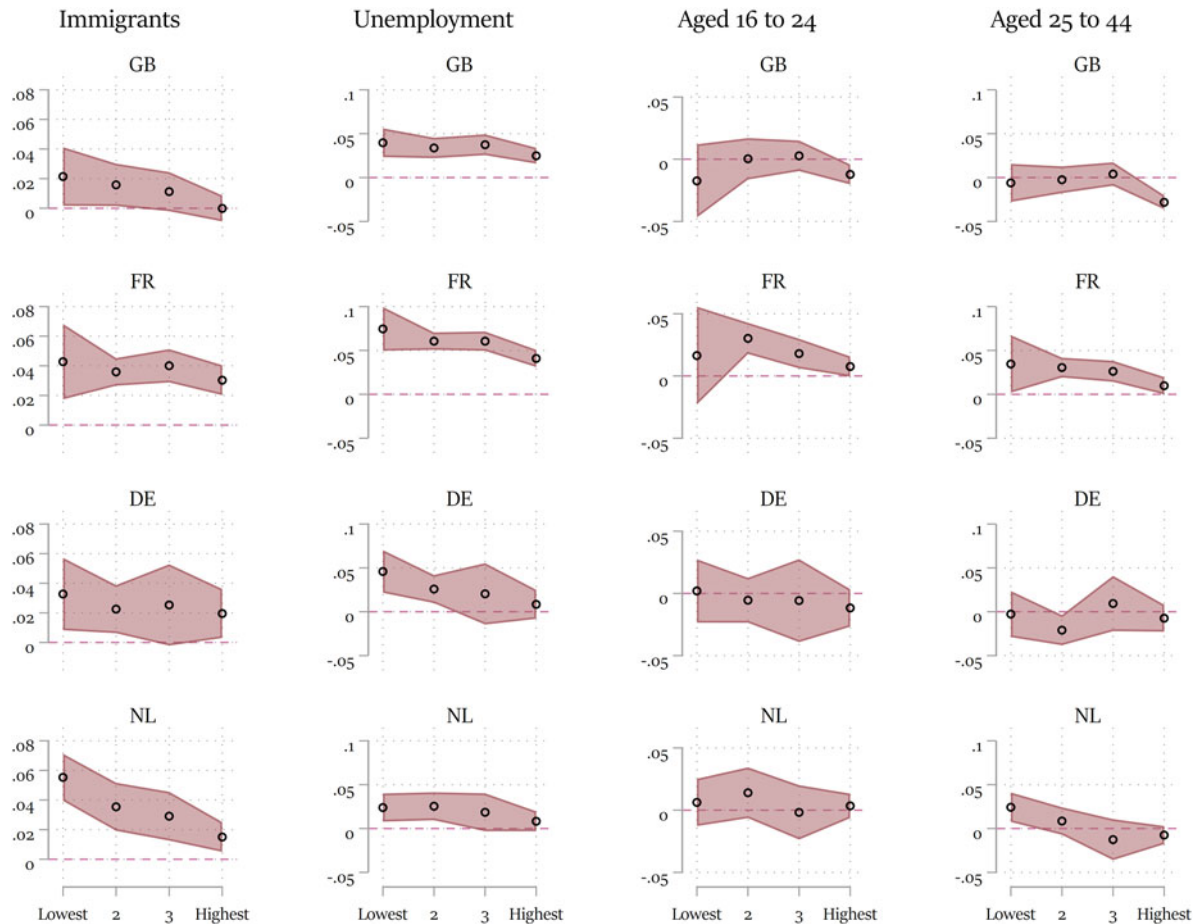 Immigrants Unemployment Aged 16 to 24 Aged 25 to 44
GB GB GB GB
.08 .1 .05 .1
.06 .05 0 .05
.04 0 -.05 0
.02 -.05 -.05
0
FR FR FR FR
.08 .1 .05 .1
.06 .05 0 .05
.04 0 -.05 0
.02 -.05 -.05
0
DE DE DE DE
.08 .1 .05 .1
.06 .05 0 .05
.04 0 -.05 0
.02 -.05 -.05
0
NL NL NL NL
.08 .1 .05 .1
.06 .05 0 .05
.04 0 -.05 0
.02 -.05 -.05
0
Lowest 2 3 Highest Lowest 2 3 Highest Lowest 2 3 Highest Lowest 2 3 Highest